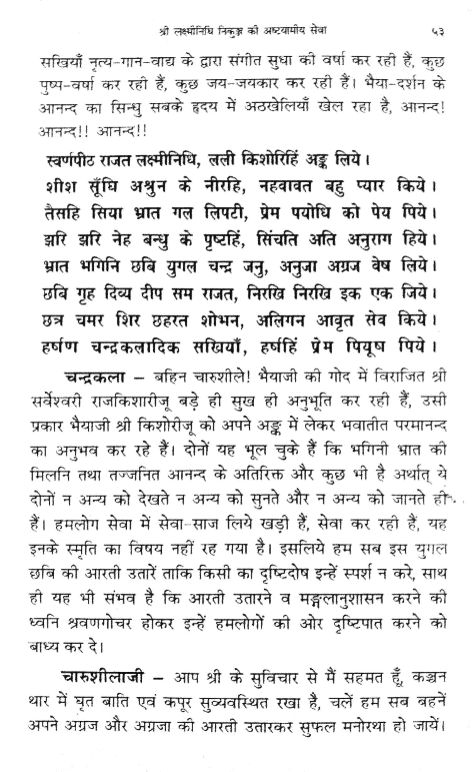 श्री लक्ष्मीनिधि निकुञ्ज की अष्टयामीय सेवा ५३
सखियाँ नृत्य-गान-वाद्य के द्वारा संगीत सुधा की वर्षा कर रही हैं, कुछ
पुष्प-वर्षा कर रही हैं, कुछ जय-जयकार कर रही हैं। भैया-दर्शन के
आनन्द का सिन्धु सबके हृदय में अठखेलियाँ खेल रहा है, आनन्द!
आनन्द!! आनन्द!!
स्वर्णपीठ राजत लक्ष्मीनिधि, लली किशोरिहिं अङ्क लिये।
शीश सूँघि अश्रुन के नीरहि, नहवावत बहु प्यार किये।
तैसहि सिया भ्रात गल लिपटी, प्रेम पयोधि को पेय पिये।
झरि झरि नेह बन्धु के पृष्टहिं, सिंचति अति अनुराग हिये।
भ्रात भगिनि छबि युगल चन्द्र जनु, अनुजा अग्रज वेष लिये।
छबि गृह दिव्य दीप सम राजत, निरखि निरखि इक एक जिये।
छत्र चमर शिर छहरत शोभन, अलिगन आवृत सेव किये।
हर्षण चन्द्रकलादिक सखियाँ, हर्षहिं प्रेम पियूष पिये।
चन्द्रकला – बहिन चारुशीले! भैयाजी की गोद में विराजित श्री
सर्वेश्वरी राजकिशारीजू बड़े ही सुख ही अनुभूति कर रही हैं, उसी
प्रकार भैयाजी श्री किशोरीजू को अपने अङ्क में लेकर भवातीत परमानन्द
का अनुभव कर रहे हैं। दोनों यह भूल चुके हैं कि भगिनी भ्रात की
मिलनि तथा तज्जनित आनन्द के अतिरिक्त और कुछ भी है अर्थात् ये
दोनों न अन्य को देखते न अन्य को सुनते और न अन्य को जानते ही
हैं। हमलोग सेवा में सेवा-साज लिये खड़ी हैं, सेवा कर रही हैं, यह
इनके स्मृति का विषय नहीं रह गया है। इसलिये हम सब इस युगल
छबि की आरती उतारें ताकि किसी का दृष्टिदोष इन्हें स्पर्श न करे, साथ
ही यह भी संभव है कि आरती उतारने व मङ्गलानुशासन करने की
ध्वनि श्रवणगोचर होकर इन्हें हमलोगों की ओर दृष्टिपात करने को
बाध्य कर दे।
चारुशीलाजी – आप श्री के सुविचार से मैं सहमत हूँ, कञ्चन
थार में घृत बाति एवं कपूर सुव्यवस्थित रखा है, चलें हम सब बहनें
अपने अग्रज और अग्रजा की आरती उतारकर सुफल मनोरथा हो जायें।